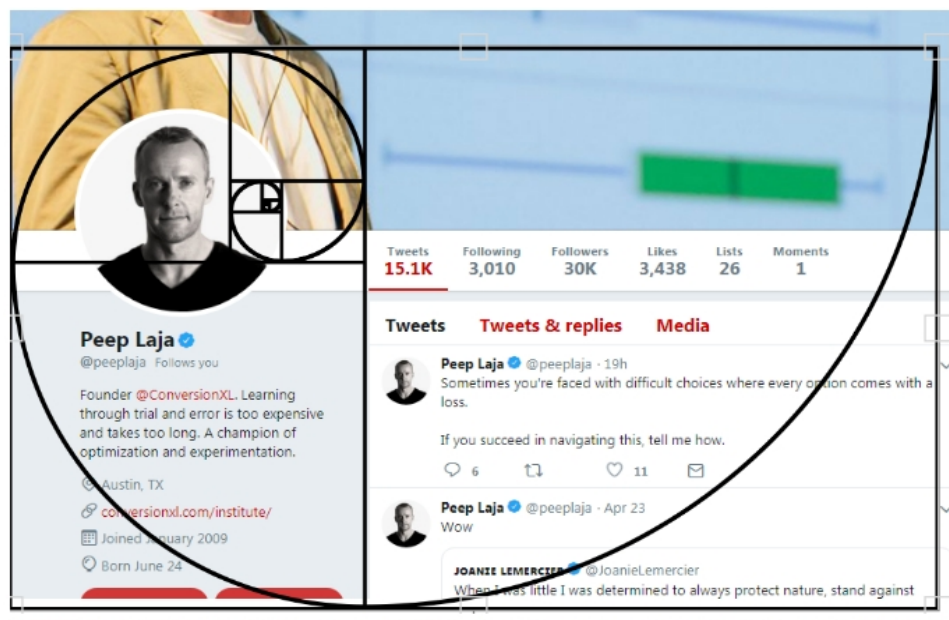 Tweets Following Followers Likes Lists Moments
15.1K 3,010 30K 3,438 26 1
Peep Laja
@peeplaja Follows you
Founder @ConversionXL. Learning
through trial and error is too expensive
and takes too long. A champion of
optimization and experimentation.
Austin, TX
conversionxl.com/institute/
Joined January 2009
Born June 24
Tweets Tweets & replies Media
Peep Laja @peeplaja · 19h
Sometimes you're faced with difficult choices where every option comes with a
loss.
If you succeed in navigating this, tell me how.
6 11
Peep Laja @peeplaja · Apr 23
Wow
JOANIE LEMERCIER @JoanieLemercier
When I was little I was determined to always protect nature, stand against